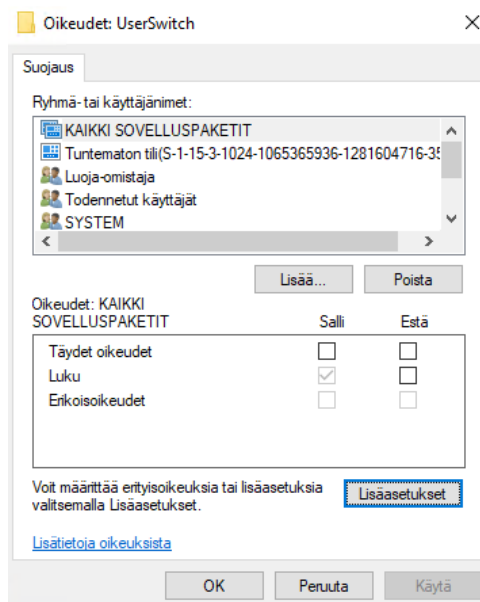 Oikeudet: UserSwitch
Suojaus
Ryhmä- tai käyttäjänimet:
KAIKKI SOVELLUSPAKETIT
Tuntematon tili(S-1-15-3-1024-1065365936-1281604716-35
Luoja-omistaja
Todennetut käyttäjät
SYSTEM
Lisää...
Poista
Oikeudet: KAIKKI
SOVELLUSPAKETIT
Salli
Estä
Täydet oikeudet
Luku
Erikoisoikeudet
Voit määrittää erityisoikeuksia tai lisäasetuksia
valitsemalla Lisäasetukset.
Lisäasetukset
Lisätietoja oikeuksista
OK
Peruuta
Käytä